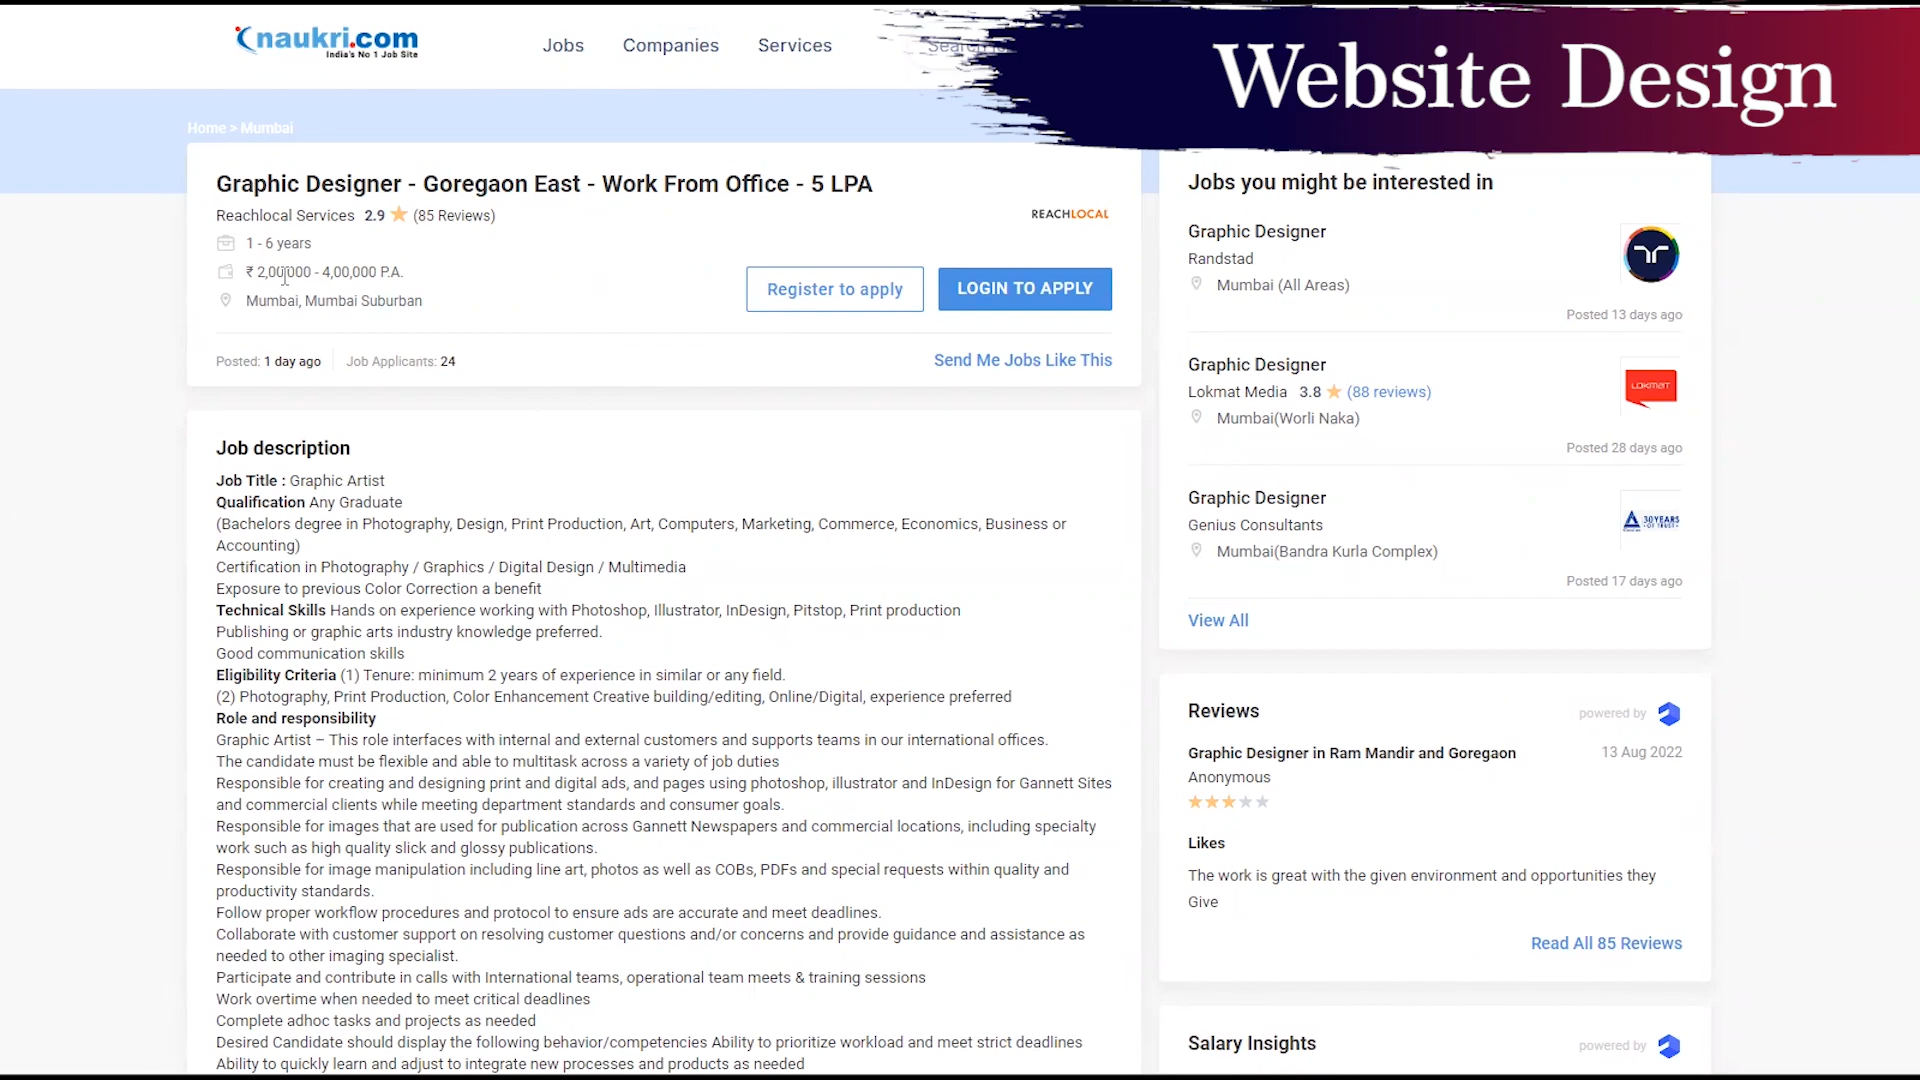 naukri.com
India's No 1 Job Site
Jobs
Companies
Services
Website Design
Home > Mumbai
Graphic Designer - Goregaon East - Work From Office - 5 LPA
Reachlocal Services 2.9 (85 Reviews)
REACHLOCAL
1 - 6 years
₹ 2,00,000 - 4,00,000 P.A.
Mumbai, Mumbai Suburban
Register to apply
LOGIN TO APPLY
Posted: 1 day ago
Job Applicants: 24
Send Me Jobs Like This
Job description
Job Title : Graphic Artist
Qualification Any Graduate
(Bachelors degree in Photography, Design, Print Production, Art, Computers, Marketing, Commerce, Economics, Business or
Accounting)
Certification in Photography / Graphics / Digital Design / Multimedia
Exposure to previous Color Correction a benefit
Technical Skills Hands on experience working with Photoshop, Illustrator, InDesign, Pitstop, Print production
Publishing or graphic arts industry knowledge preferred.
Good communication skills
Eligibility Criteria (1) Tenure: minimum 2 years of experience in similar or any field.
(2) Photography, Print Production, Color Enhancement Creative building/editing, Online/Digital, experience preferred
Role and responsibility
Graphic Artist – This role interfaces with internal and external customers and supports teams in our international offices.
The candidate must be flexible and able to multitask across a variety of job duties
Responsible for creating and designing print and digital ads, and pages using photoshop, illustrator and InDesign for Gannett Sites
and commercial clients while meeting department standards and consumer goals.
Responsible for images that are used for publication across Gannett Newspapers and commercial locations, including specialty
work such as high quality slick and glossy publications.
Responsible for image manipulation including line art, photos as well as COBs, PDFs and special requests within quality and
productivity standards.
Follow proper workflow procedures and protocol to ensure ads are accurate and meet deadlines.
Collaborate with customer support on resolving customer questions and/or concerns and provide guidance and assistance as
needed to other imaging specialist.
Participate and contribute in calls with International teams, operational team meets & training sessions
Work overtime when needed to meet critical deadlines
Complete adhoc tasks and projects as needed
Desired Candidate should display the following behavior/competencies Ability to prioritize workload and meet strict deadlines
Ability to quickly learn and adjust to integrate new processes and products as needed
Jobs you might be interested in
Graphic Designer
Randstad
Mumbai (All Areas)
Posted 13 days ago
Graphic Designer
Lokmat Media 3.8 (88 reviews)
LOKMAT
Mumbai(Worli Naka)
Posted 28 days ago
Graphic Designer
Genius Consultants
30 YEARS
OF TRUST
Mumbai(Bandra Kurla Complex)
Posted 17 days ago
View All
Reviews
powered by
Graphic Designer in Ram Mandir and Goregaon
13 Aug 2022
Anonymous
Likes
The work is great with the given environment and opportunities they
Give
Read All 85 Reviews
Salary Insights
powered by